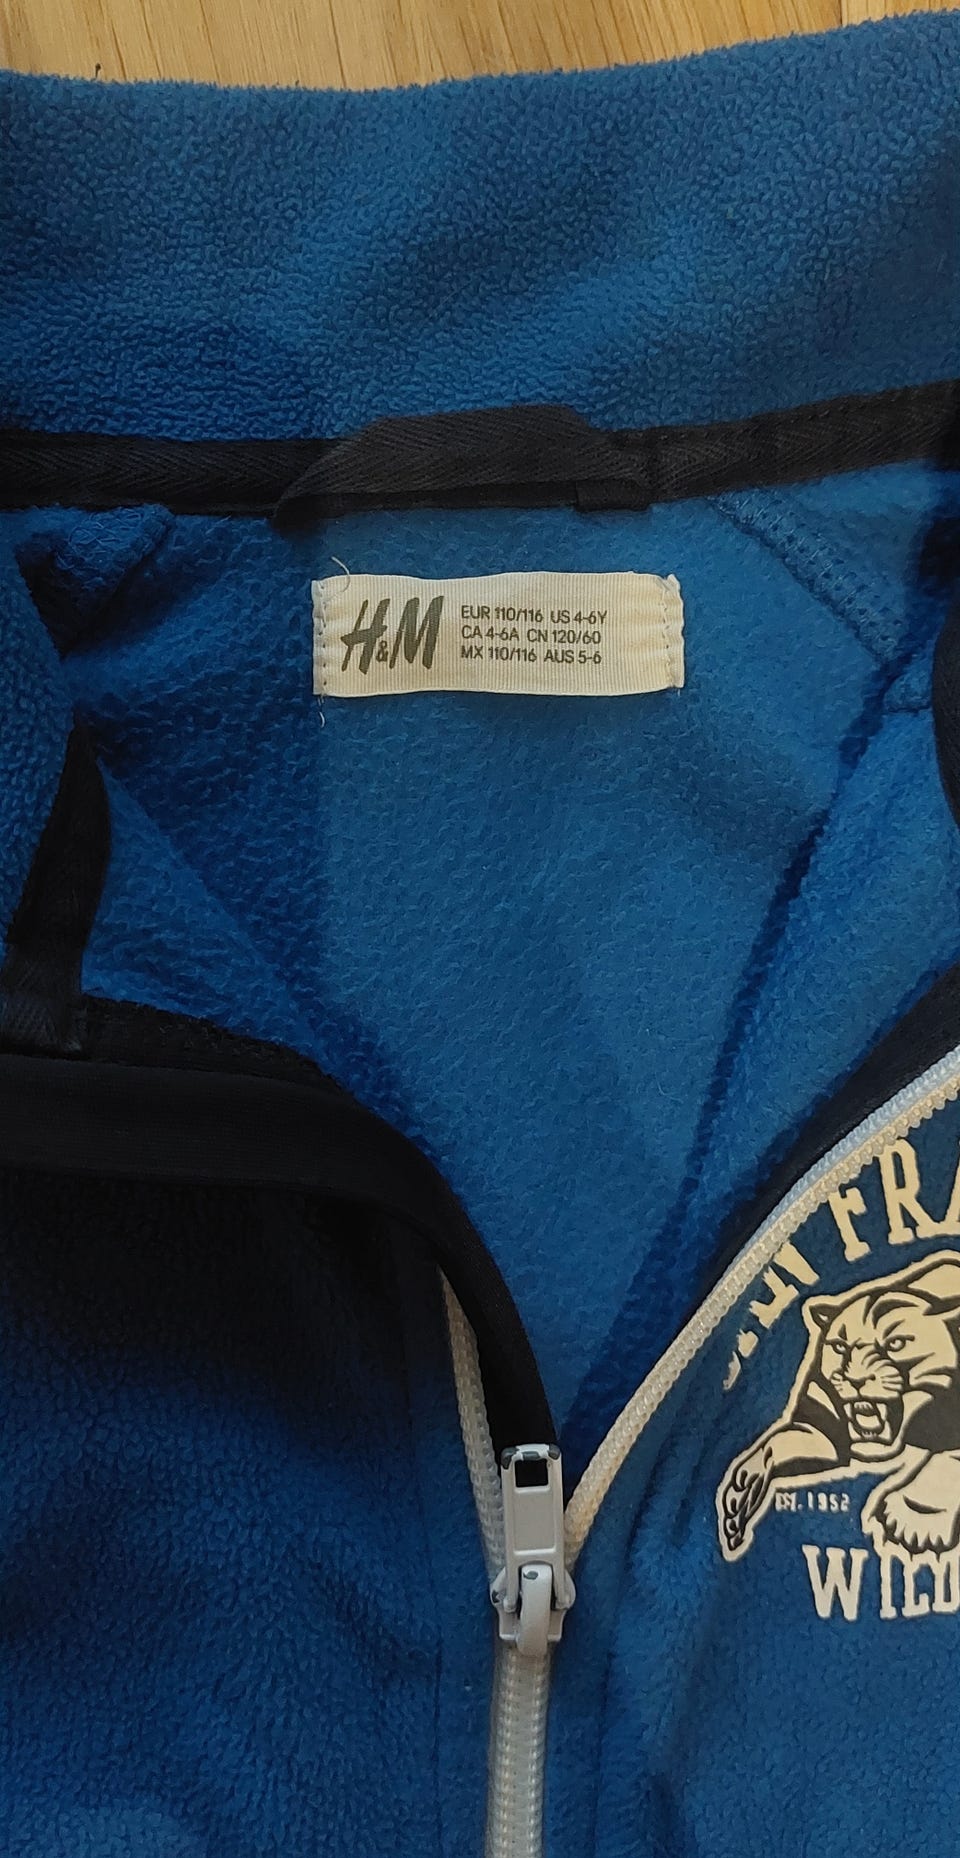 H&M
EUR 110/116 US 4-6Y
CA 4-6A CN 120/60
MX 110/116 AUS 5-6
EST. 1952